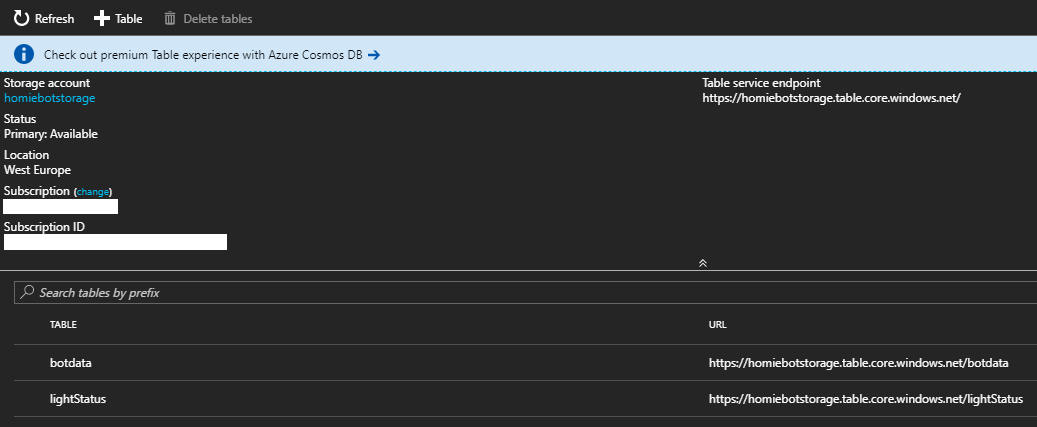 Refresh Table Delete tables
Check out premium Table experience with Azure Cosmos DB
Storage account
homiebotstorage
Table service endpoint
https://homiebotstorage.table.core.windows.net/
Status
Primary: Available
Location
West Europe
Subscription (change)
Subscription ID
Search tables by prefix
TABLE URL
botdata https://homiebotstorage.table.core.windows.net/botdata
lightStatus https://homiebotstorage.table.core.windows.net/lightStatus